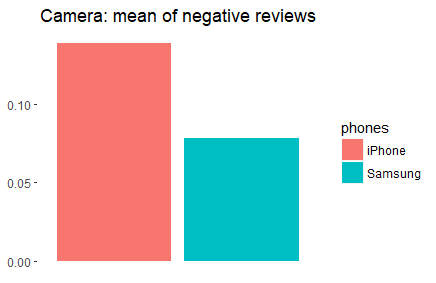 Camera: mean of negative reviews
0.10
0.05
0.00
phones
iPhone
Samsung